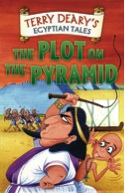 TERRY DEARY'S
EGYPTIAN TALES
THE PLOT ON
THE PYRAMID